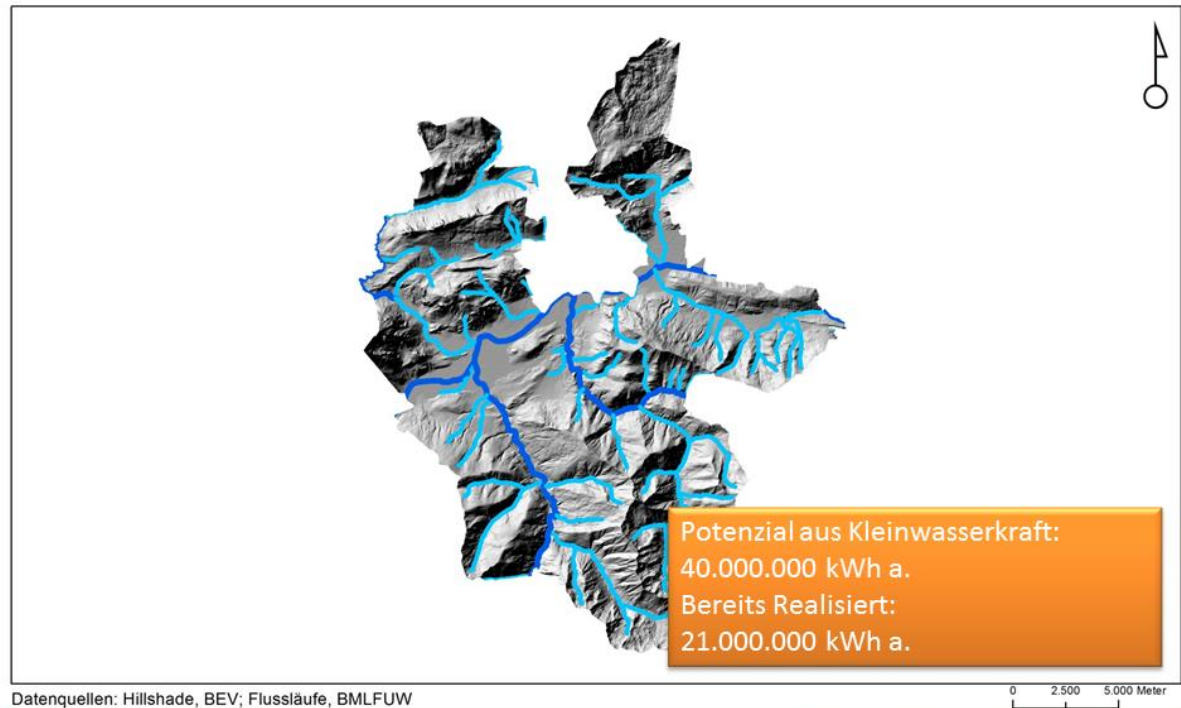 Potenzial aus Kleinwasserkraft:
40.000.000 kWh a.
Bereits Realisiert:
21.000.000 kWh a.
Datenquellen: Hillshade, BEV; Flussläufe, BMLFUW
0 2.500 5.000 Meter